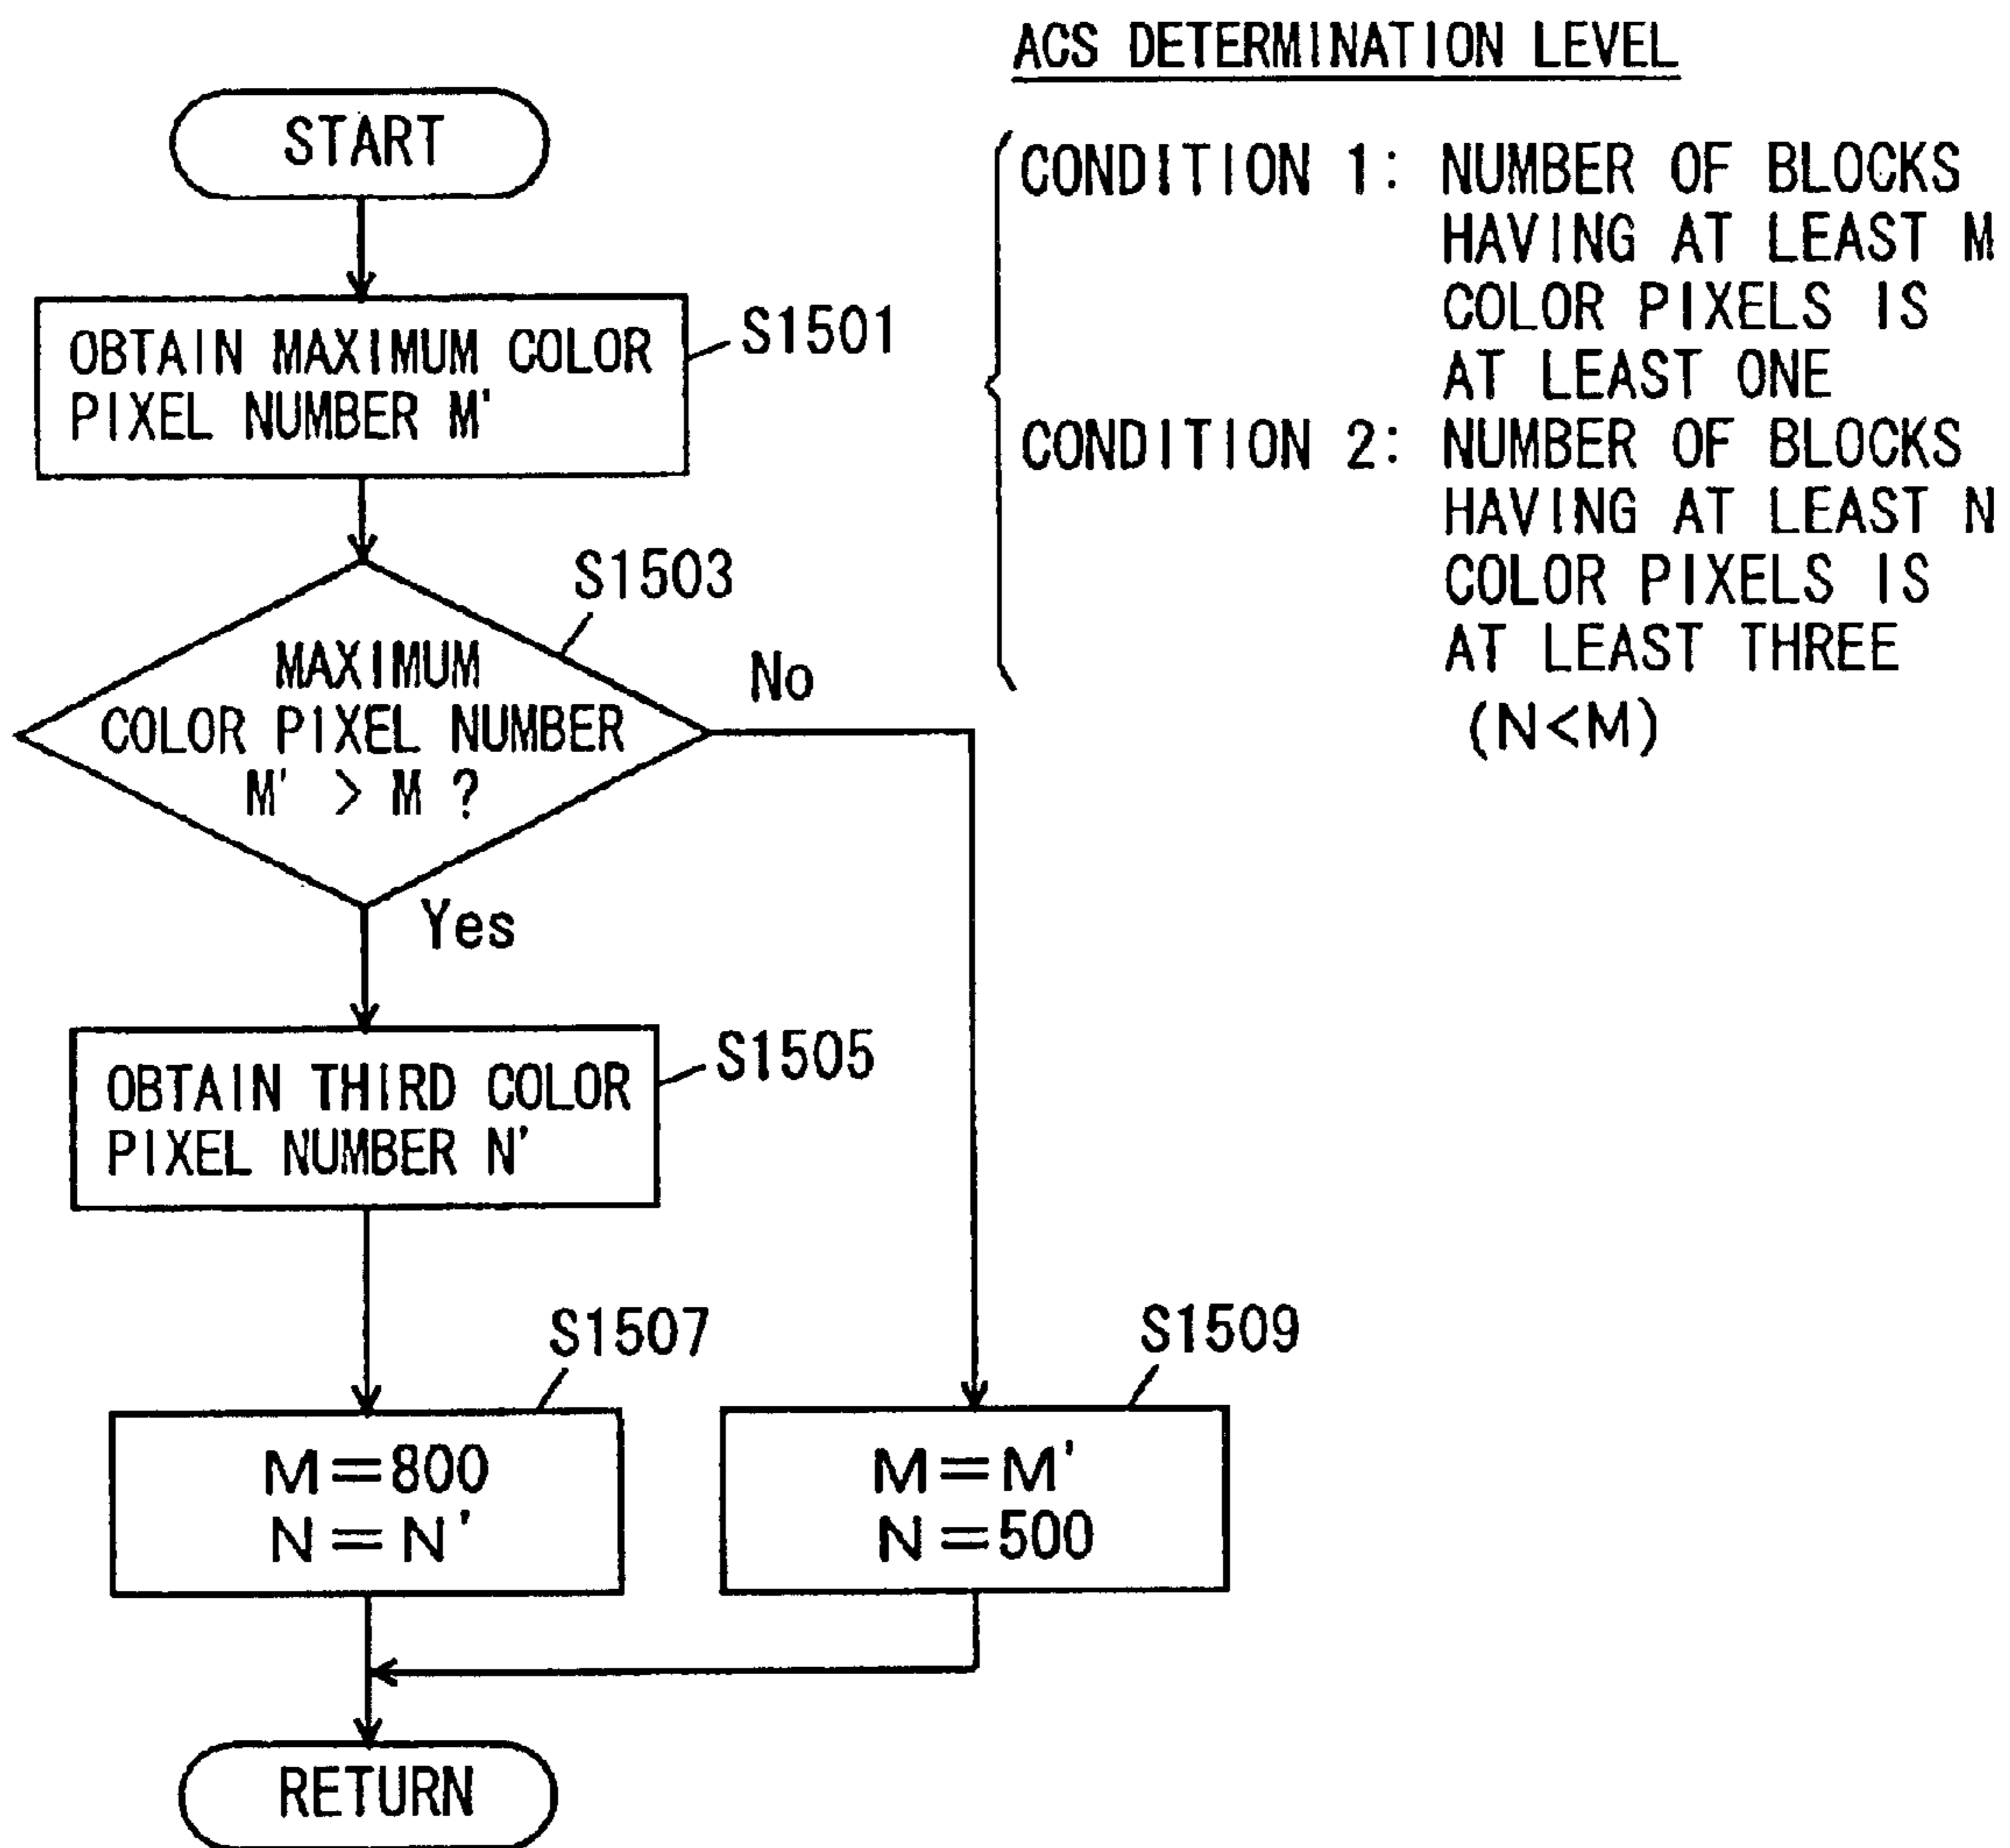 ACS DETERMINATION LEVEL
START
CONDITION 1: NUMBER OF BLOCKS
HAVING AT LEAST M
COLOR PIXELS IS
AT LEAST ONE
CONDITION 2: NUMBER OF BLOCKS
HAVING AT LEAST N
COLOR PIXELS IS
AT LEAST THREE
(N<M)
OBTAIN MAXIMUM COLOR
PIXEL NUMBER M'
S1501
S1503
MAXIMUM
COLOR PIXEL NUMBER
M' > M ?
No
Yes
OBTAIN THIRD COLOR
PIXEL NUMBER N'
S1505
S1507
M=800
N=N'
S1509
M=M'
N=500
RETURN